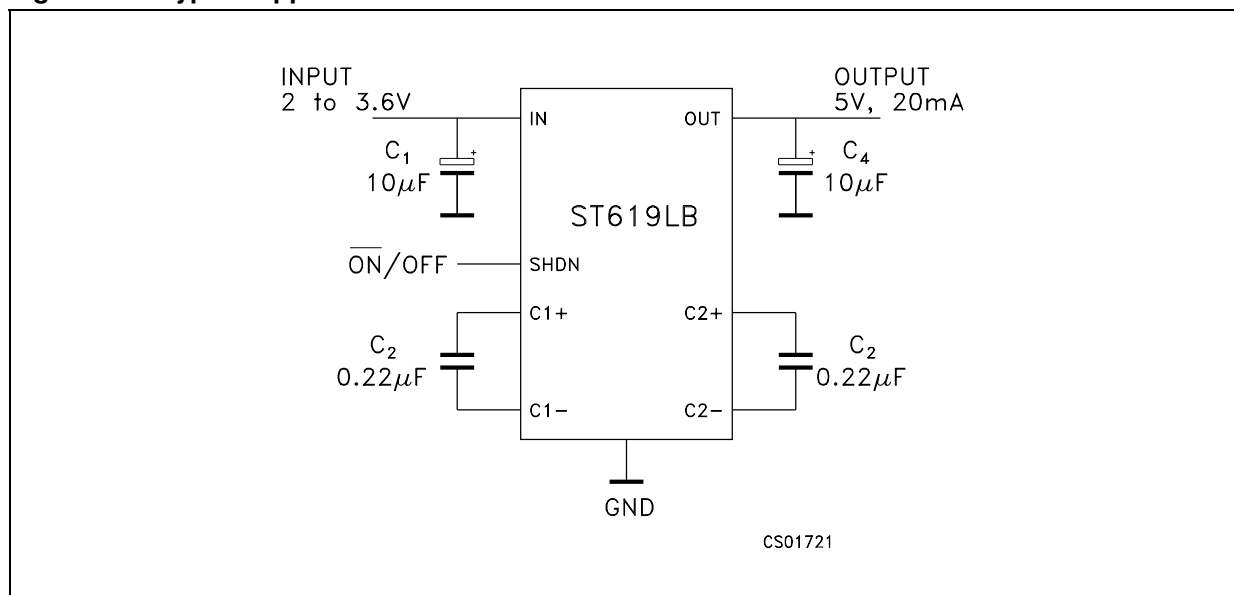 INPUT
2 to 3.6V
OUTPUT
5V, 20mA
IN
OUT
C₁
10μF
C₄
10μF
ST619LB
ON/OFF
SHDN
C1+
C2+
C₂
0.22μF
C₂
0.22μF
C1−
C2−
GND
CS01721